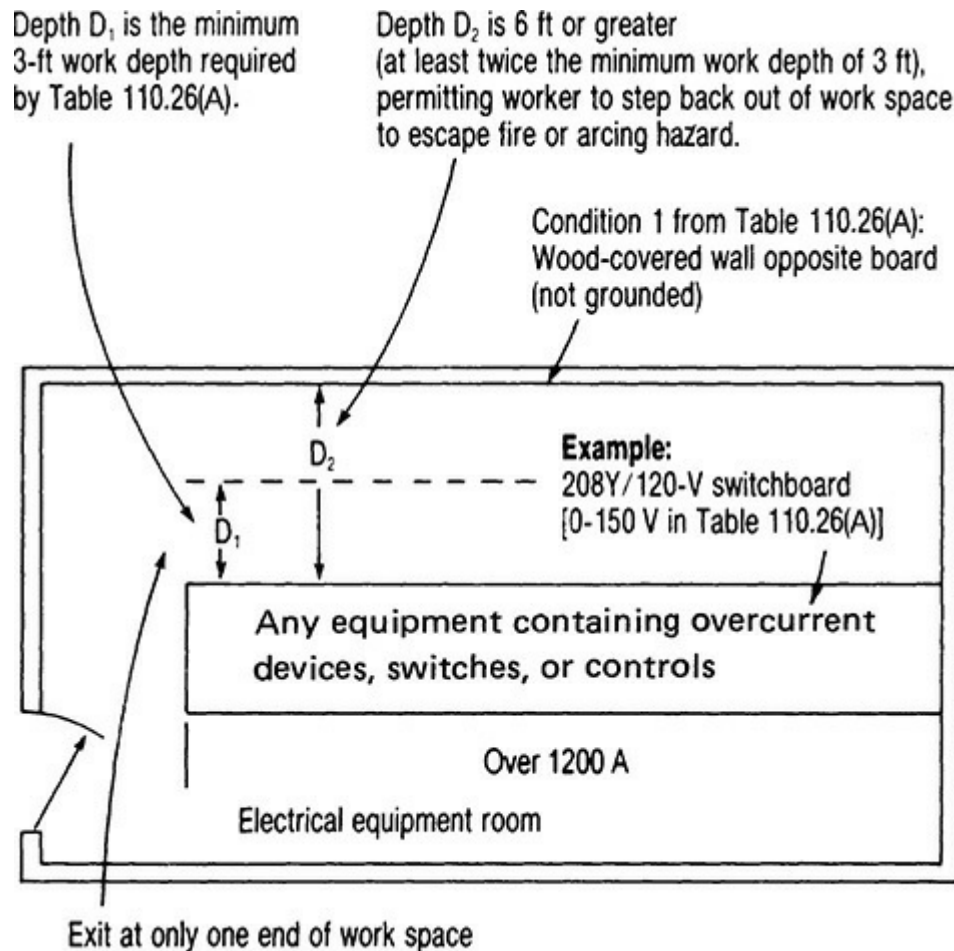 Depth D₁ is the minimum
3-ft work depth required
by Table 110.26(A).
Depth D₂ is 6 ft or greater
(at least twice the minimum work depth of 3 ft),
permitting worker to step back out of work space
to escape fire or arcing hazard.
Condition 1 from Table 110.26(A):
Wood-covered wall opposite board
(not grounded)
D₂
D₁
Example:
208Y/120-V switchboard
[0-150 V in Table 110.26(A)]
Any equipment containing overcurrent
devices, switches, or controls
Over 1200 A
Electrical equipment room
Exit at only one end of work space